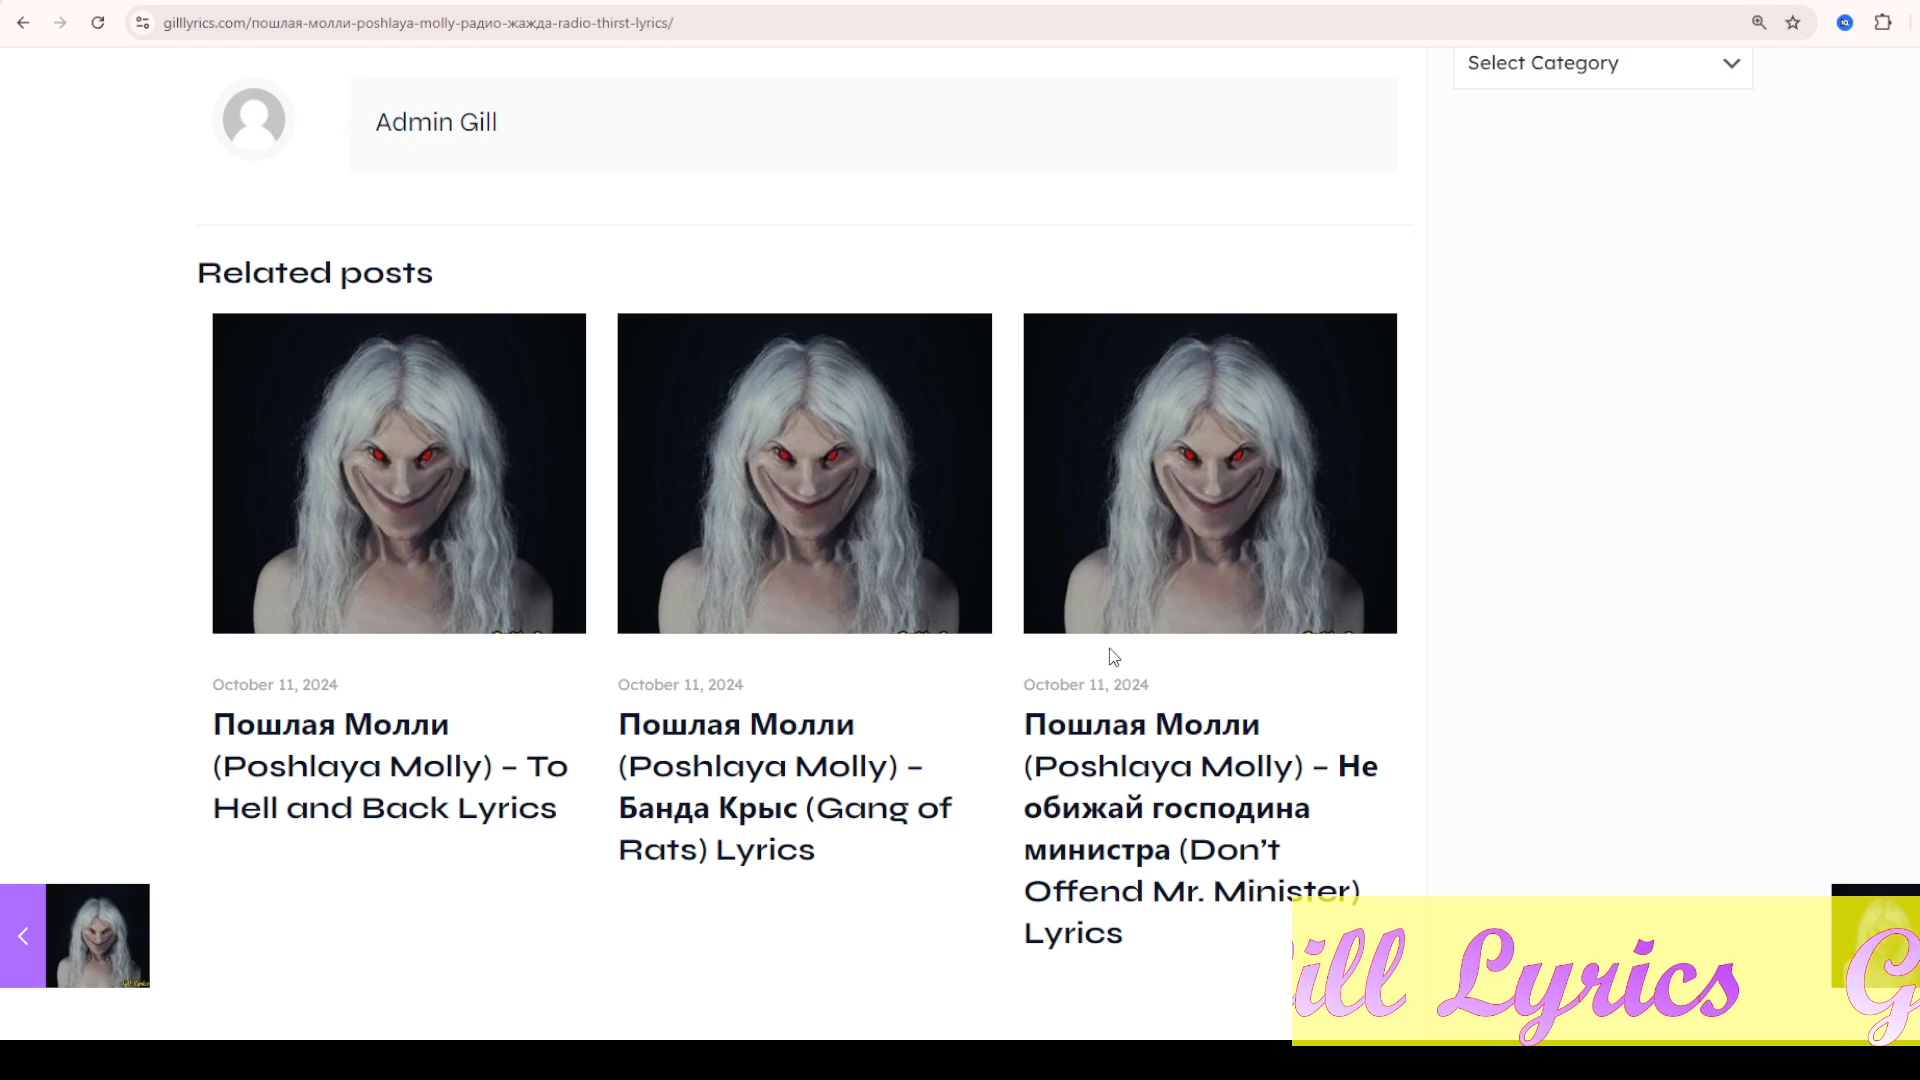 gilllyrics.com/пошлая-молли-poshlaya-molly-радио-жажда-radio-thirst-lyrics/
Select Category
Admin Gill
Related posts
October 11, 2024
Пошлая Молли
(Poshlaya Molly) – To
Hell and Back Lyrics
October 11, 2024
Пошлая Молли
(Poshlaya Molly) –
Банда Крыс (Gang of
Rats) Lyrics
October 11, 2024
Пошлая Молли
(Poshlaya Molly) – Не
обижай господина
министра (Don’t
Offend Mr. Minister)
Lyrics
ill Lyrics G